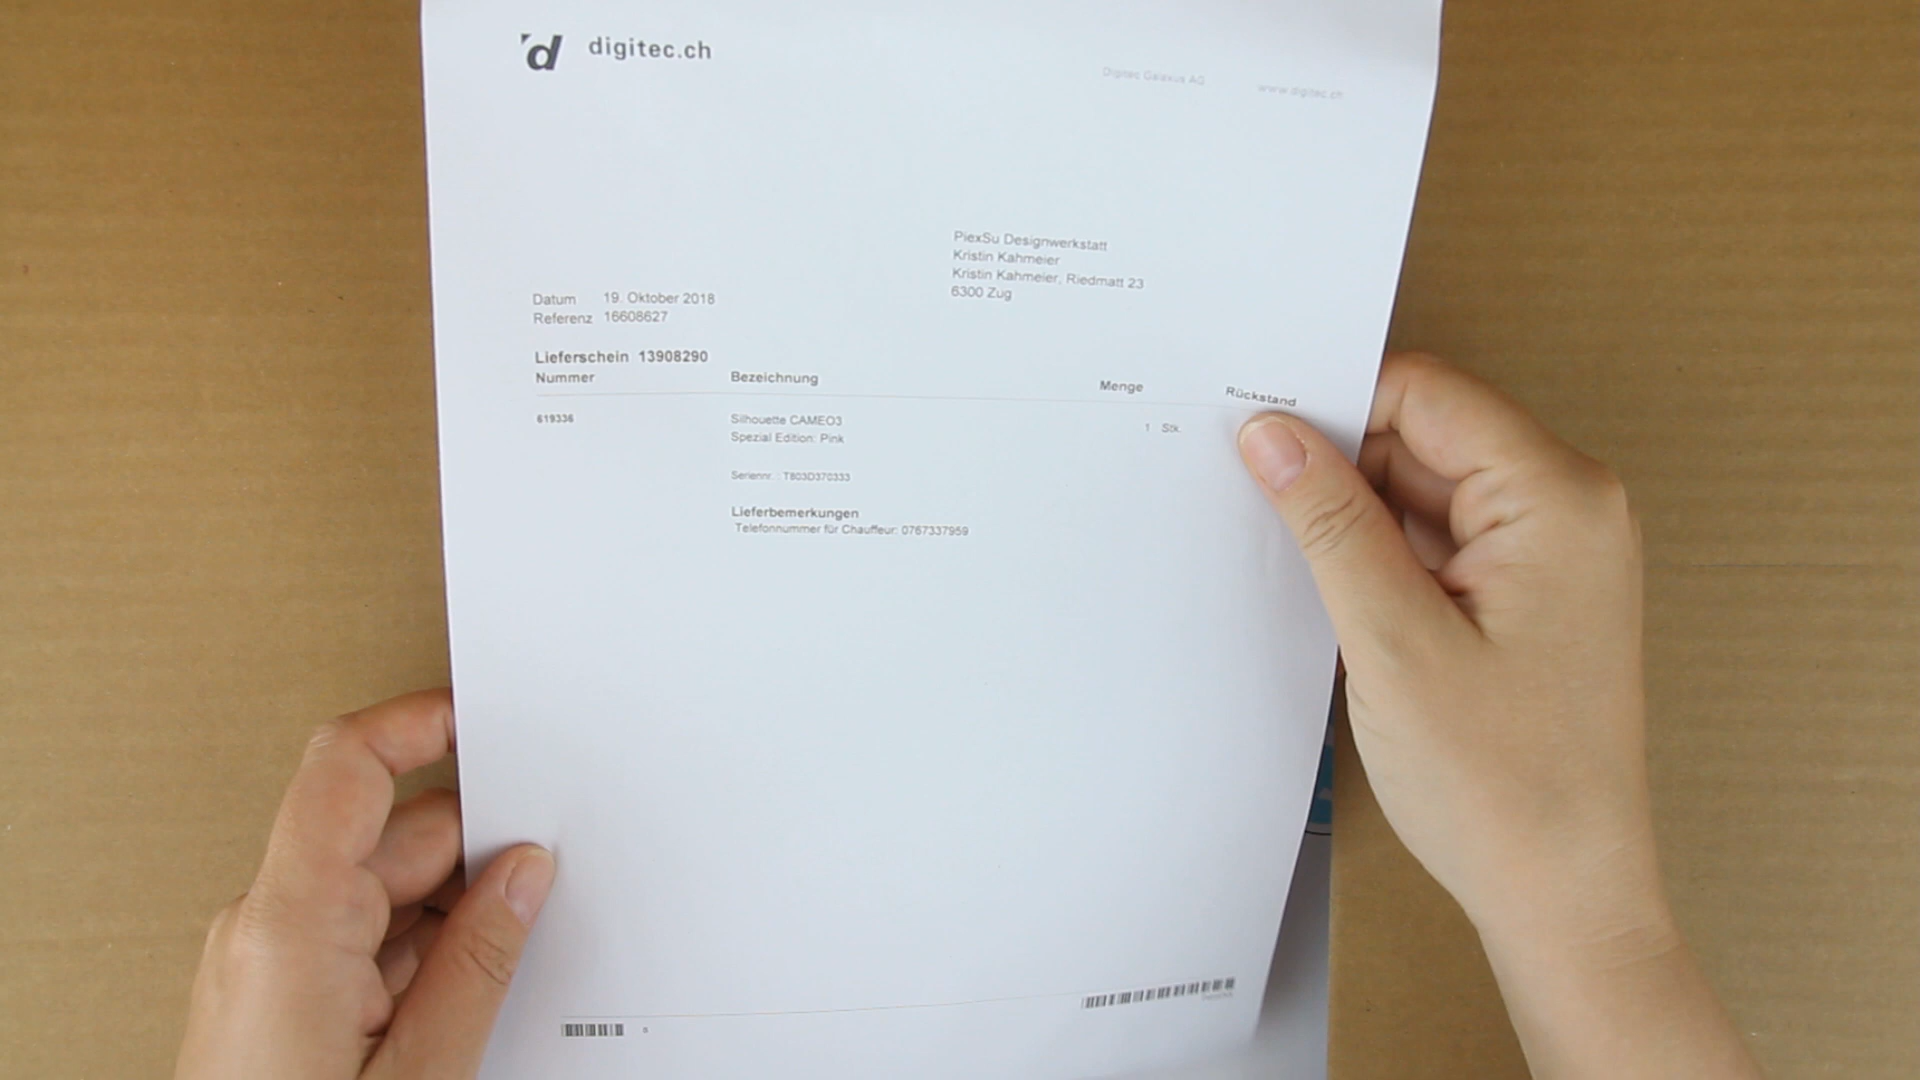 digitec.ch
Digitec Galaxus AG www.digitec.ch
PiexSu Designwerkstatt
Kristin Kahmeier
Kristin Kahmeier, Riedmatt 23
6300 Zug
Datum 19. Oktober 2018
Referenz 16608627
Lieferschein 13908290
Nummer Bezeichnung Menge Rückstand
619336 Silhouette CAMEO3 1 Stk.
Spezial Edition: Pink
Seriennr. : T803D370333
Lieferbemerkungen
Telefonnummer für Chauffeur: 0767337959